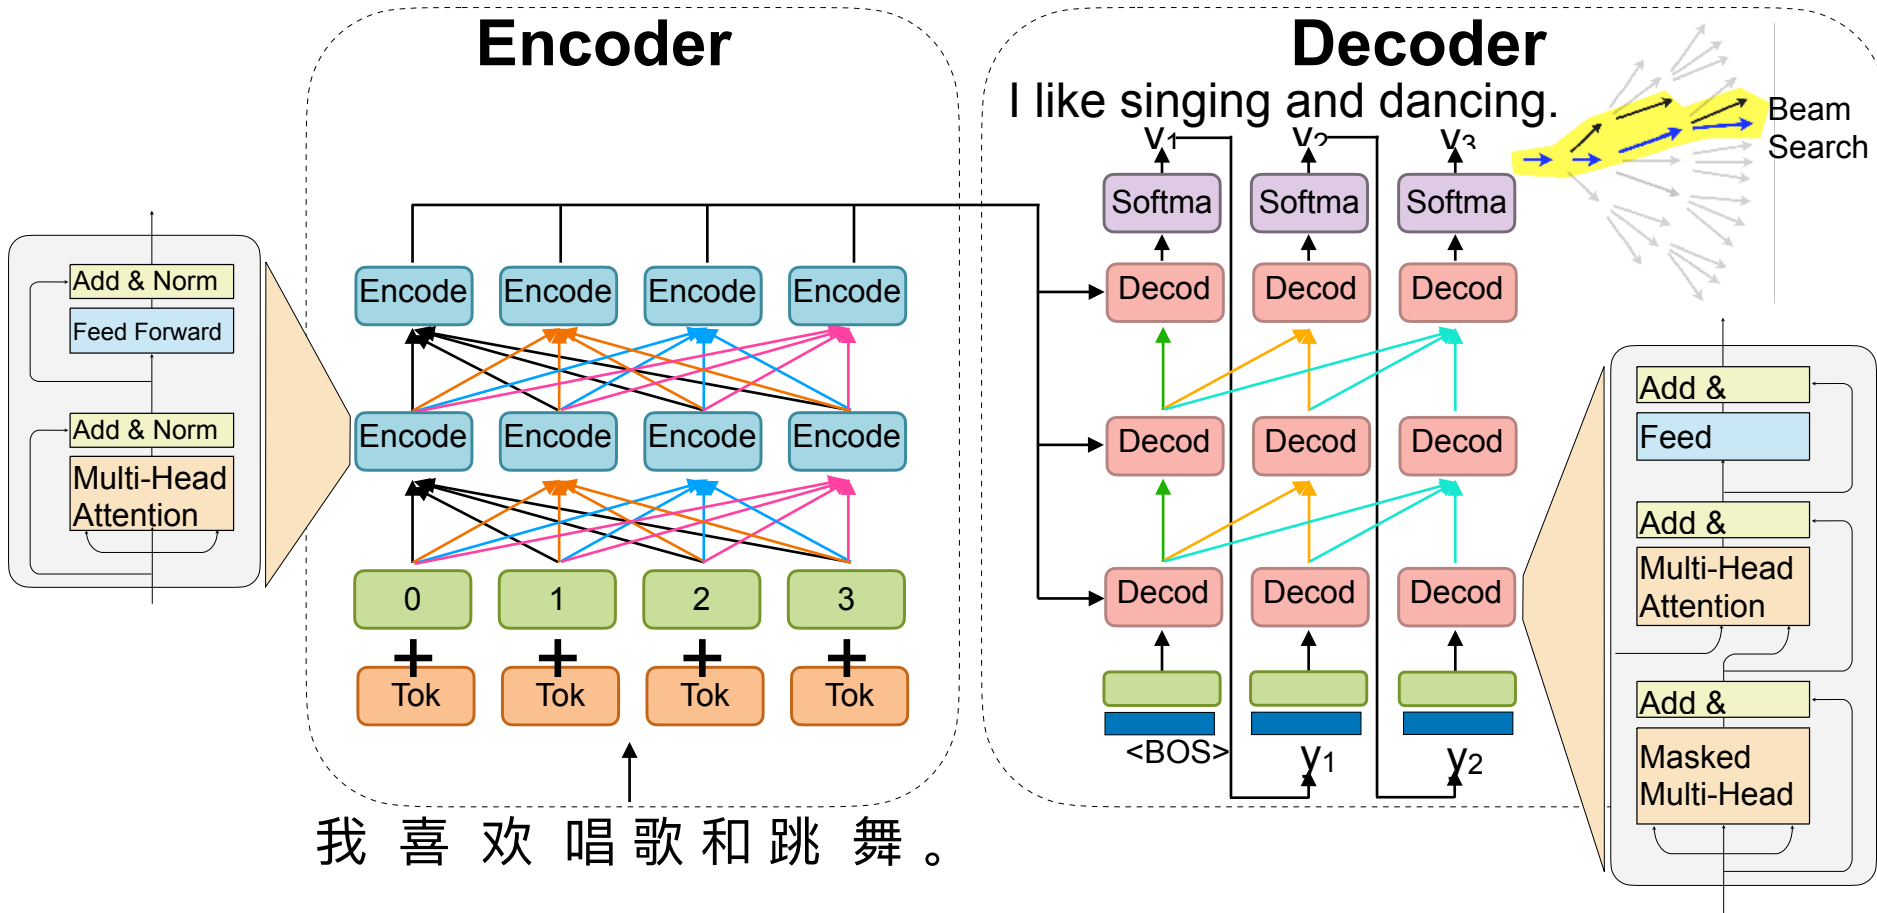 Encoder
Decoder
I like singing and dancing.
Beam
Search
y1 y2 y3
Softma Softma Softma
Encode Encode Encode Encode
Decod Decod Decod
Encode Encode Encode Encode
Decod Decod Decod
0 1 2 3
Decod Decod Decod
+ + + +
Tok Tok Tok Tok
<BOS> y1 y2
我喜欢唱歌和跳舞。
Add & Norm
Feed Forward
Add & Norm
Multi-Head
Attention
Add &
Feed
Add &
Multi-Head
Attention
Add &
Masked
Multi-Head